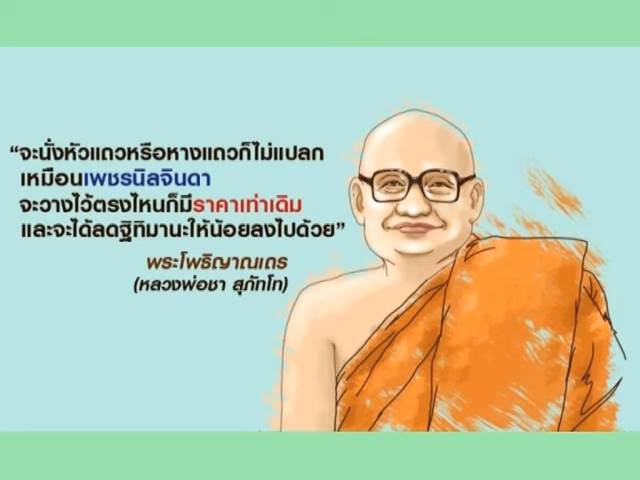 “จะนั่งหัวแถวหรือหางแถวก็ไม่แปลก
เหมือนเพชรนิลจินดา
จะวางไว้ตรงไหนก็มีราคาเท่าเดิม
และจะได้ลดฐิทิมานะให้น้อยลงไปด้วย”
พระโพธิญาณเถร
(หลวงพ่อชา สุภัทโท)